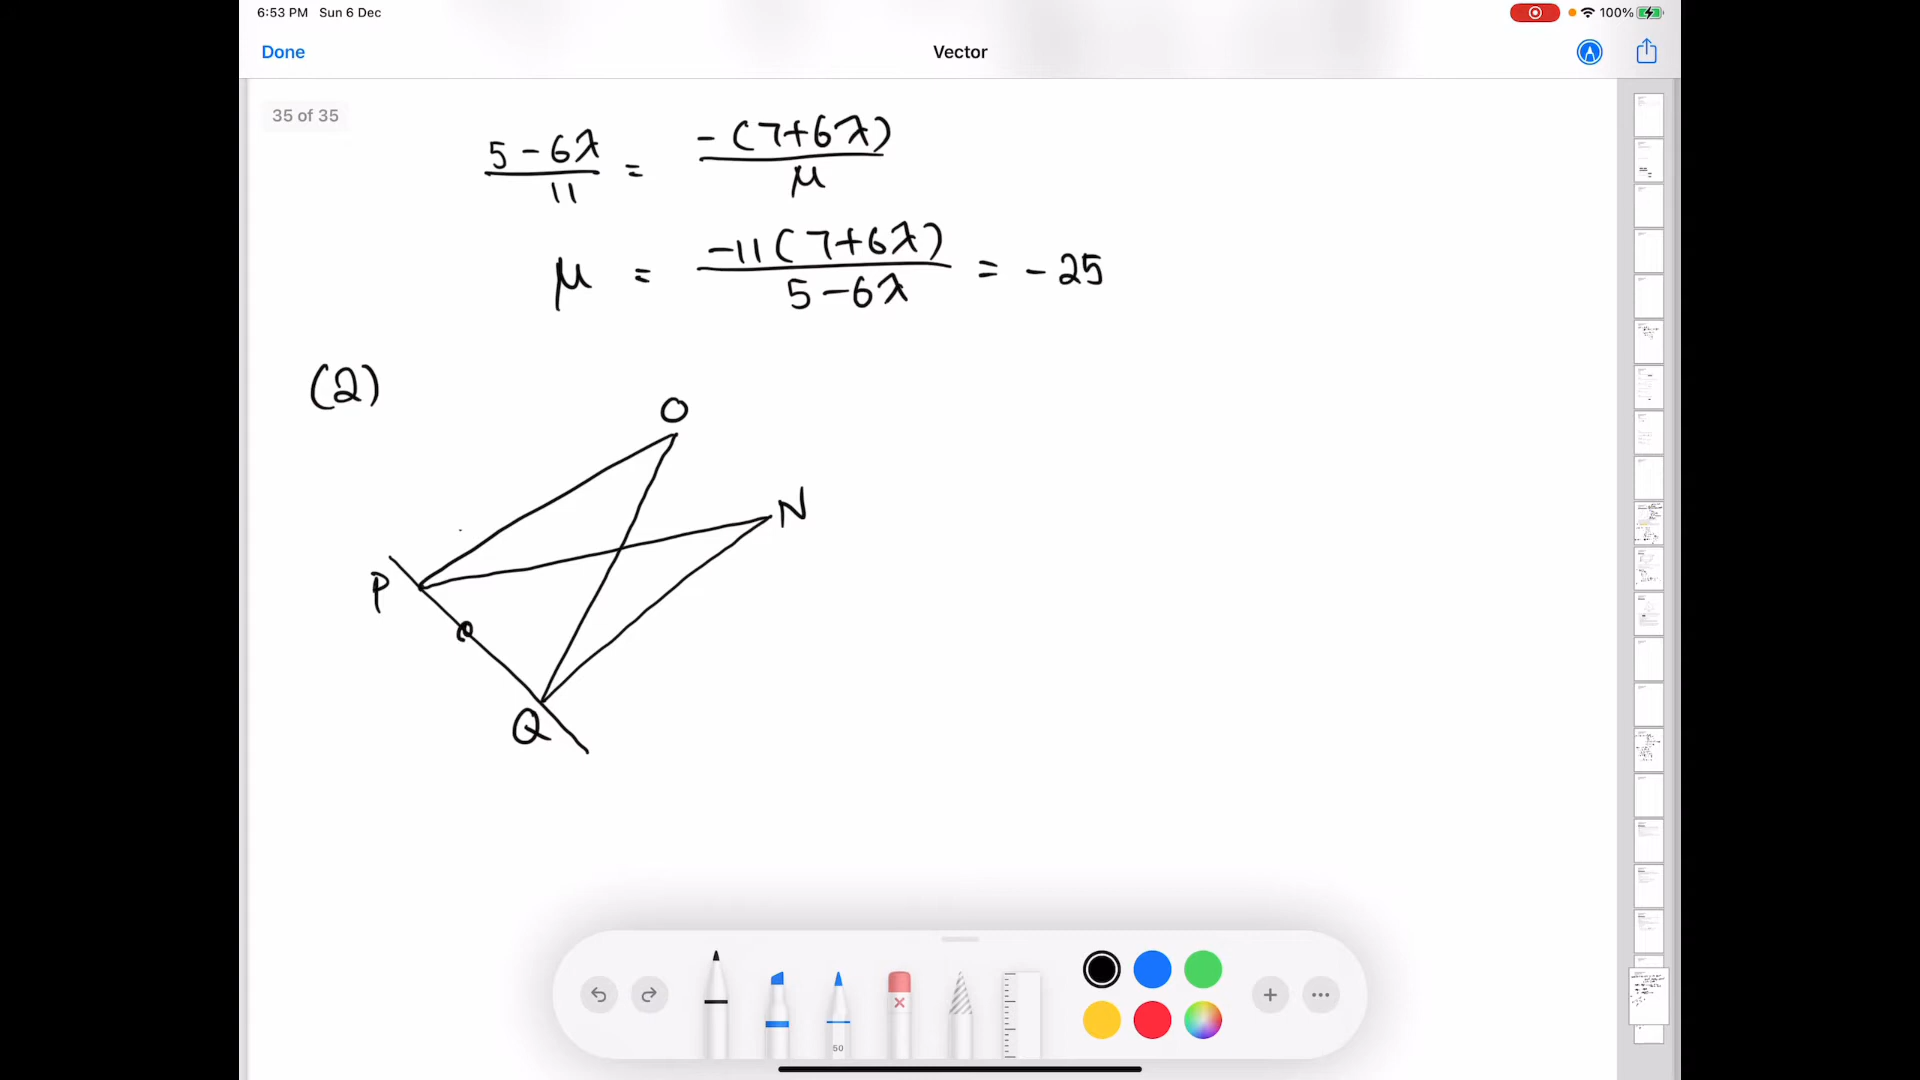 6:53 PM Sun 6 Dec
100%
Done
Vector
35 of 35
(5 - 6λ)/11 = -(7+6λ)/μ
μ = -11(7+6λ)/(5-6λ) = -25
(2)
O
N
P
Q
50